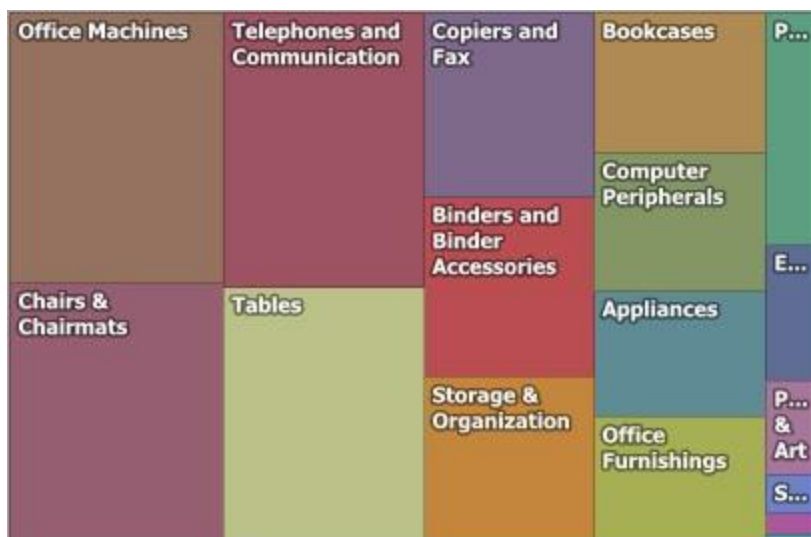 Office Machines
Chairs &
Chairmats
Telephones and
Communication
Tables
Copiers and
Fax
Binders and
Binder
Accessories
Storage &
Organization
Bookcases
Computer
Peripherals
Appliances
Office
Furnishings
P...
E...
P...
&
Art
S...